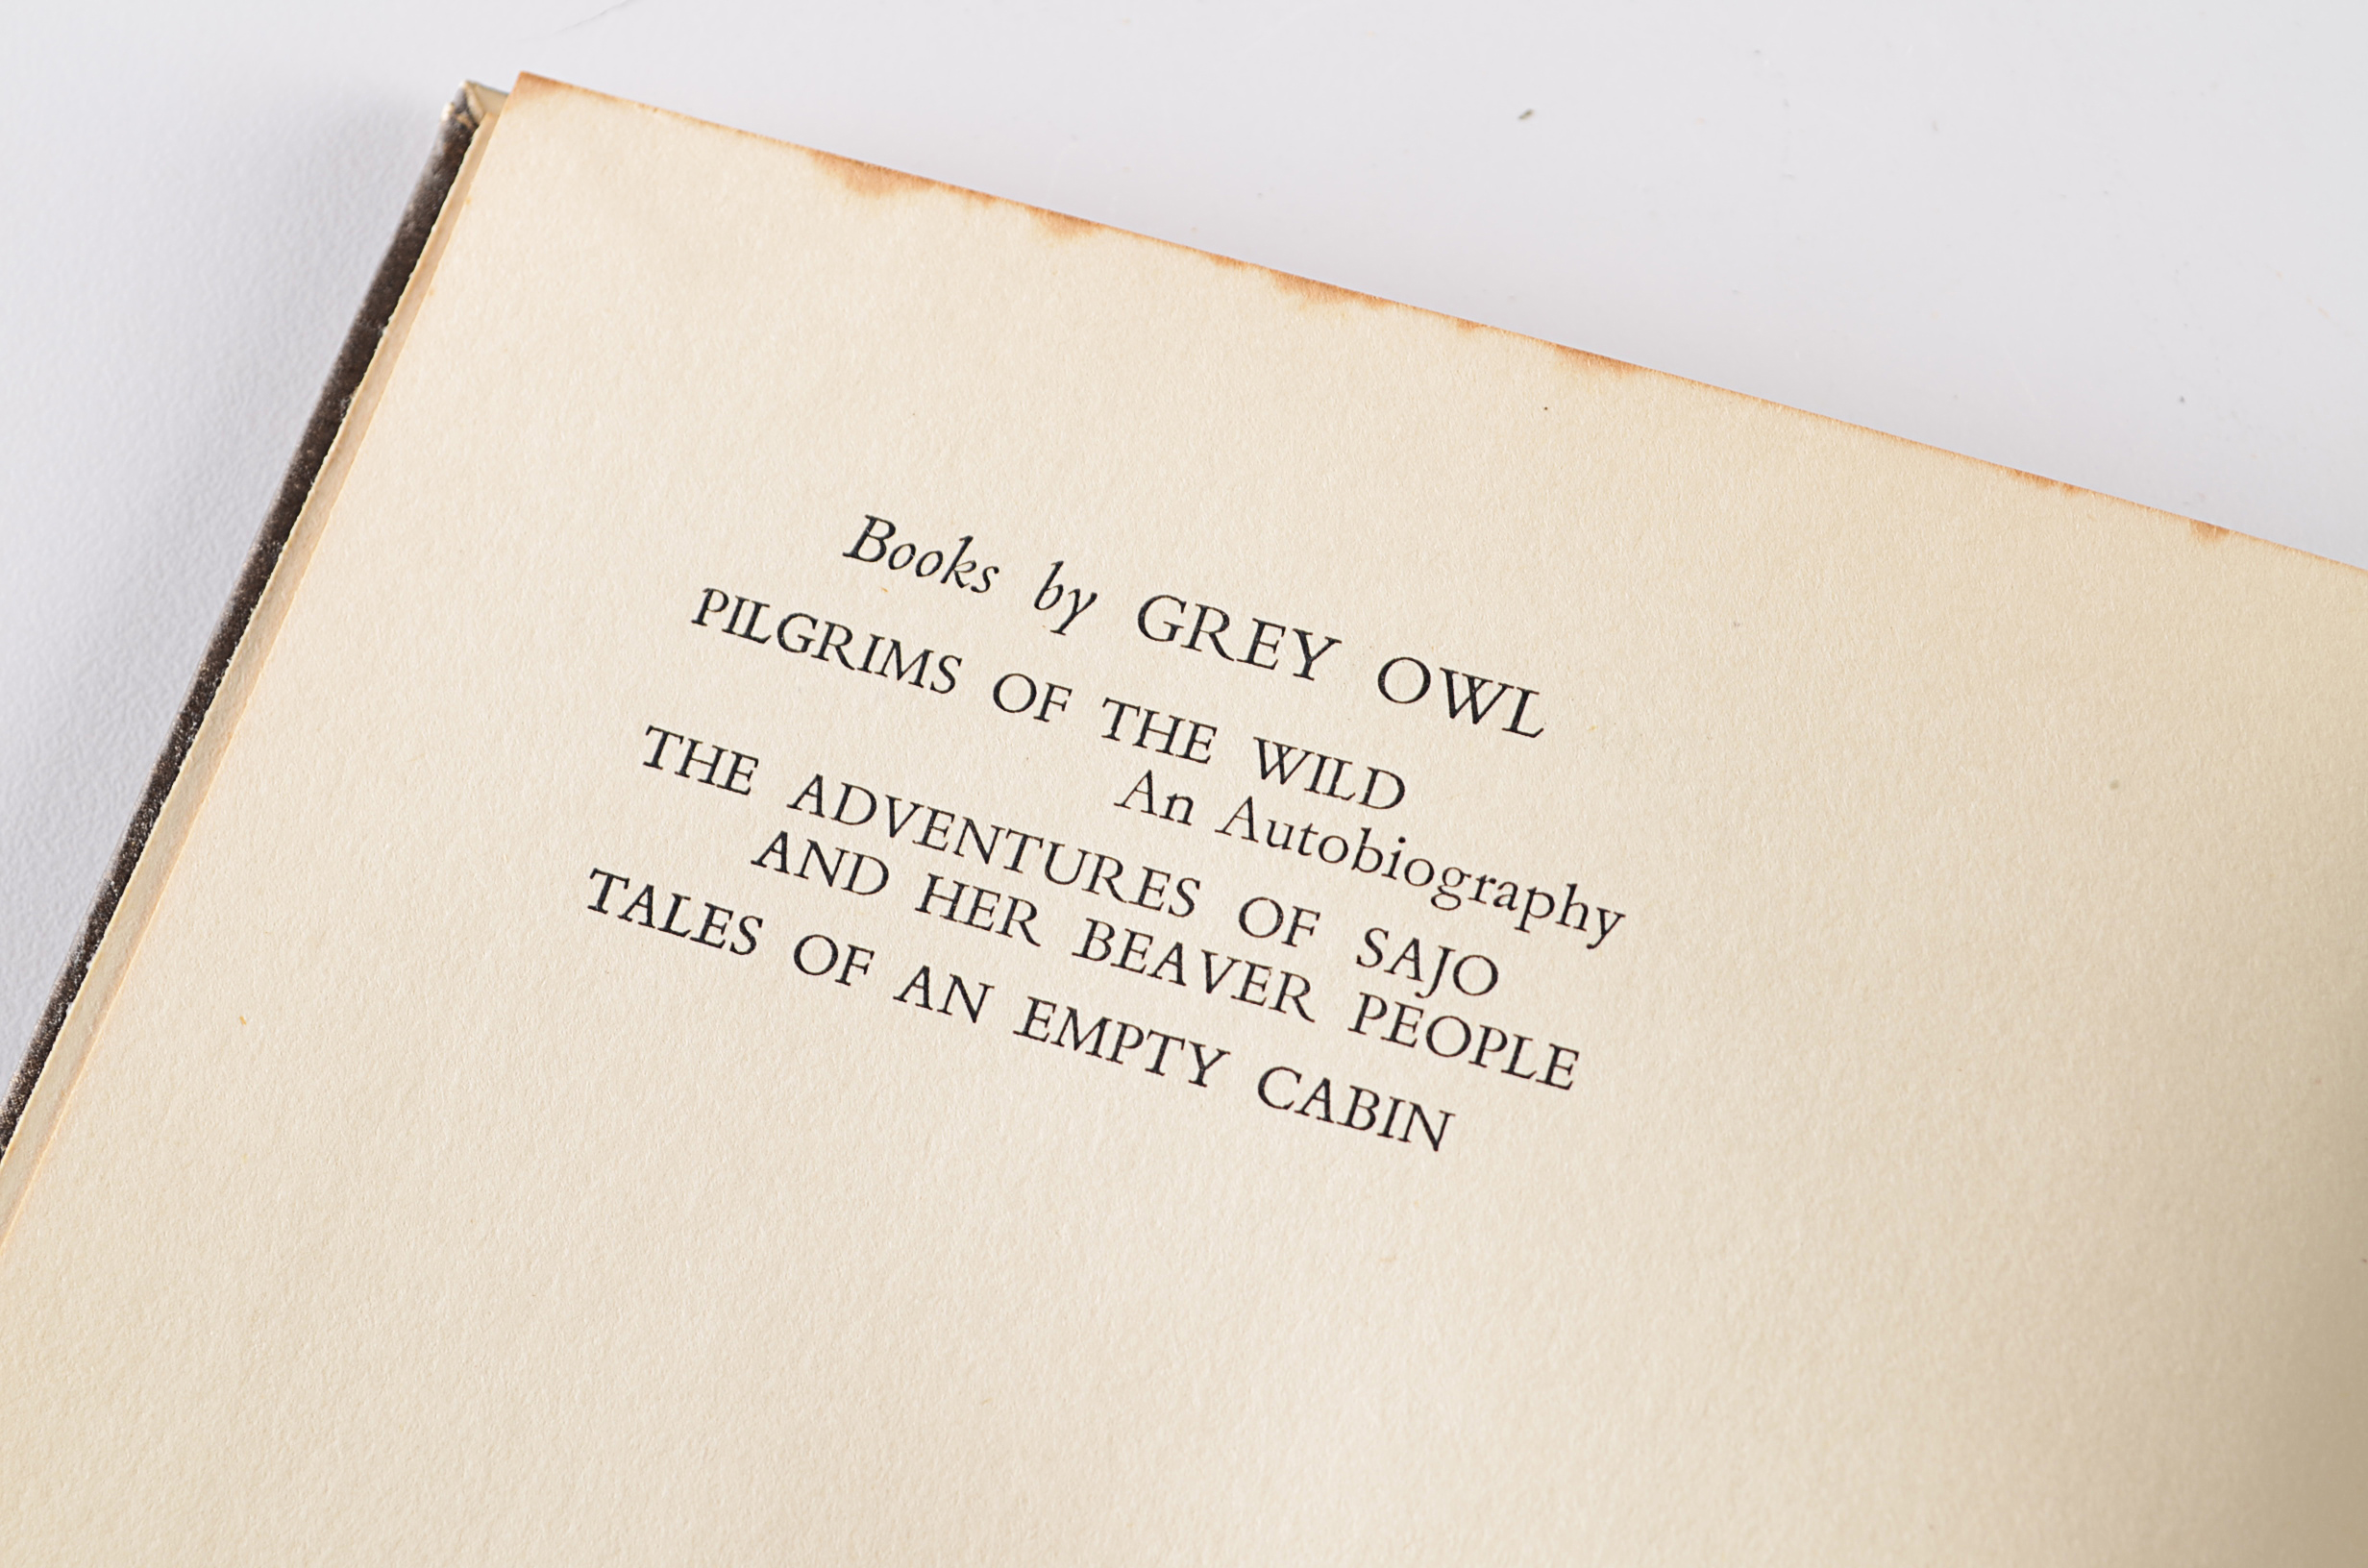 Books by GREY OWL
PILGRIMS OF THE WILD
An Autobiography
THE ADVENTURES OF SAJO
AND HER BEAVER PEOPLE
TALES OF AN EMPTY CABIN